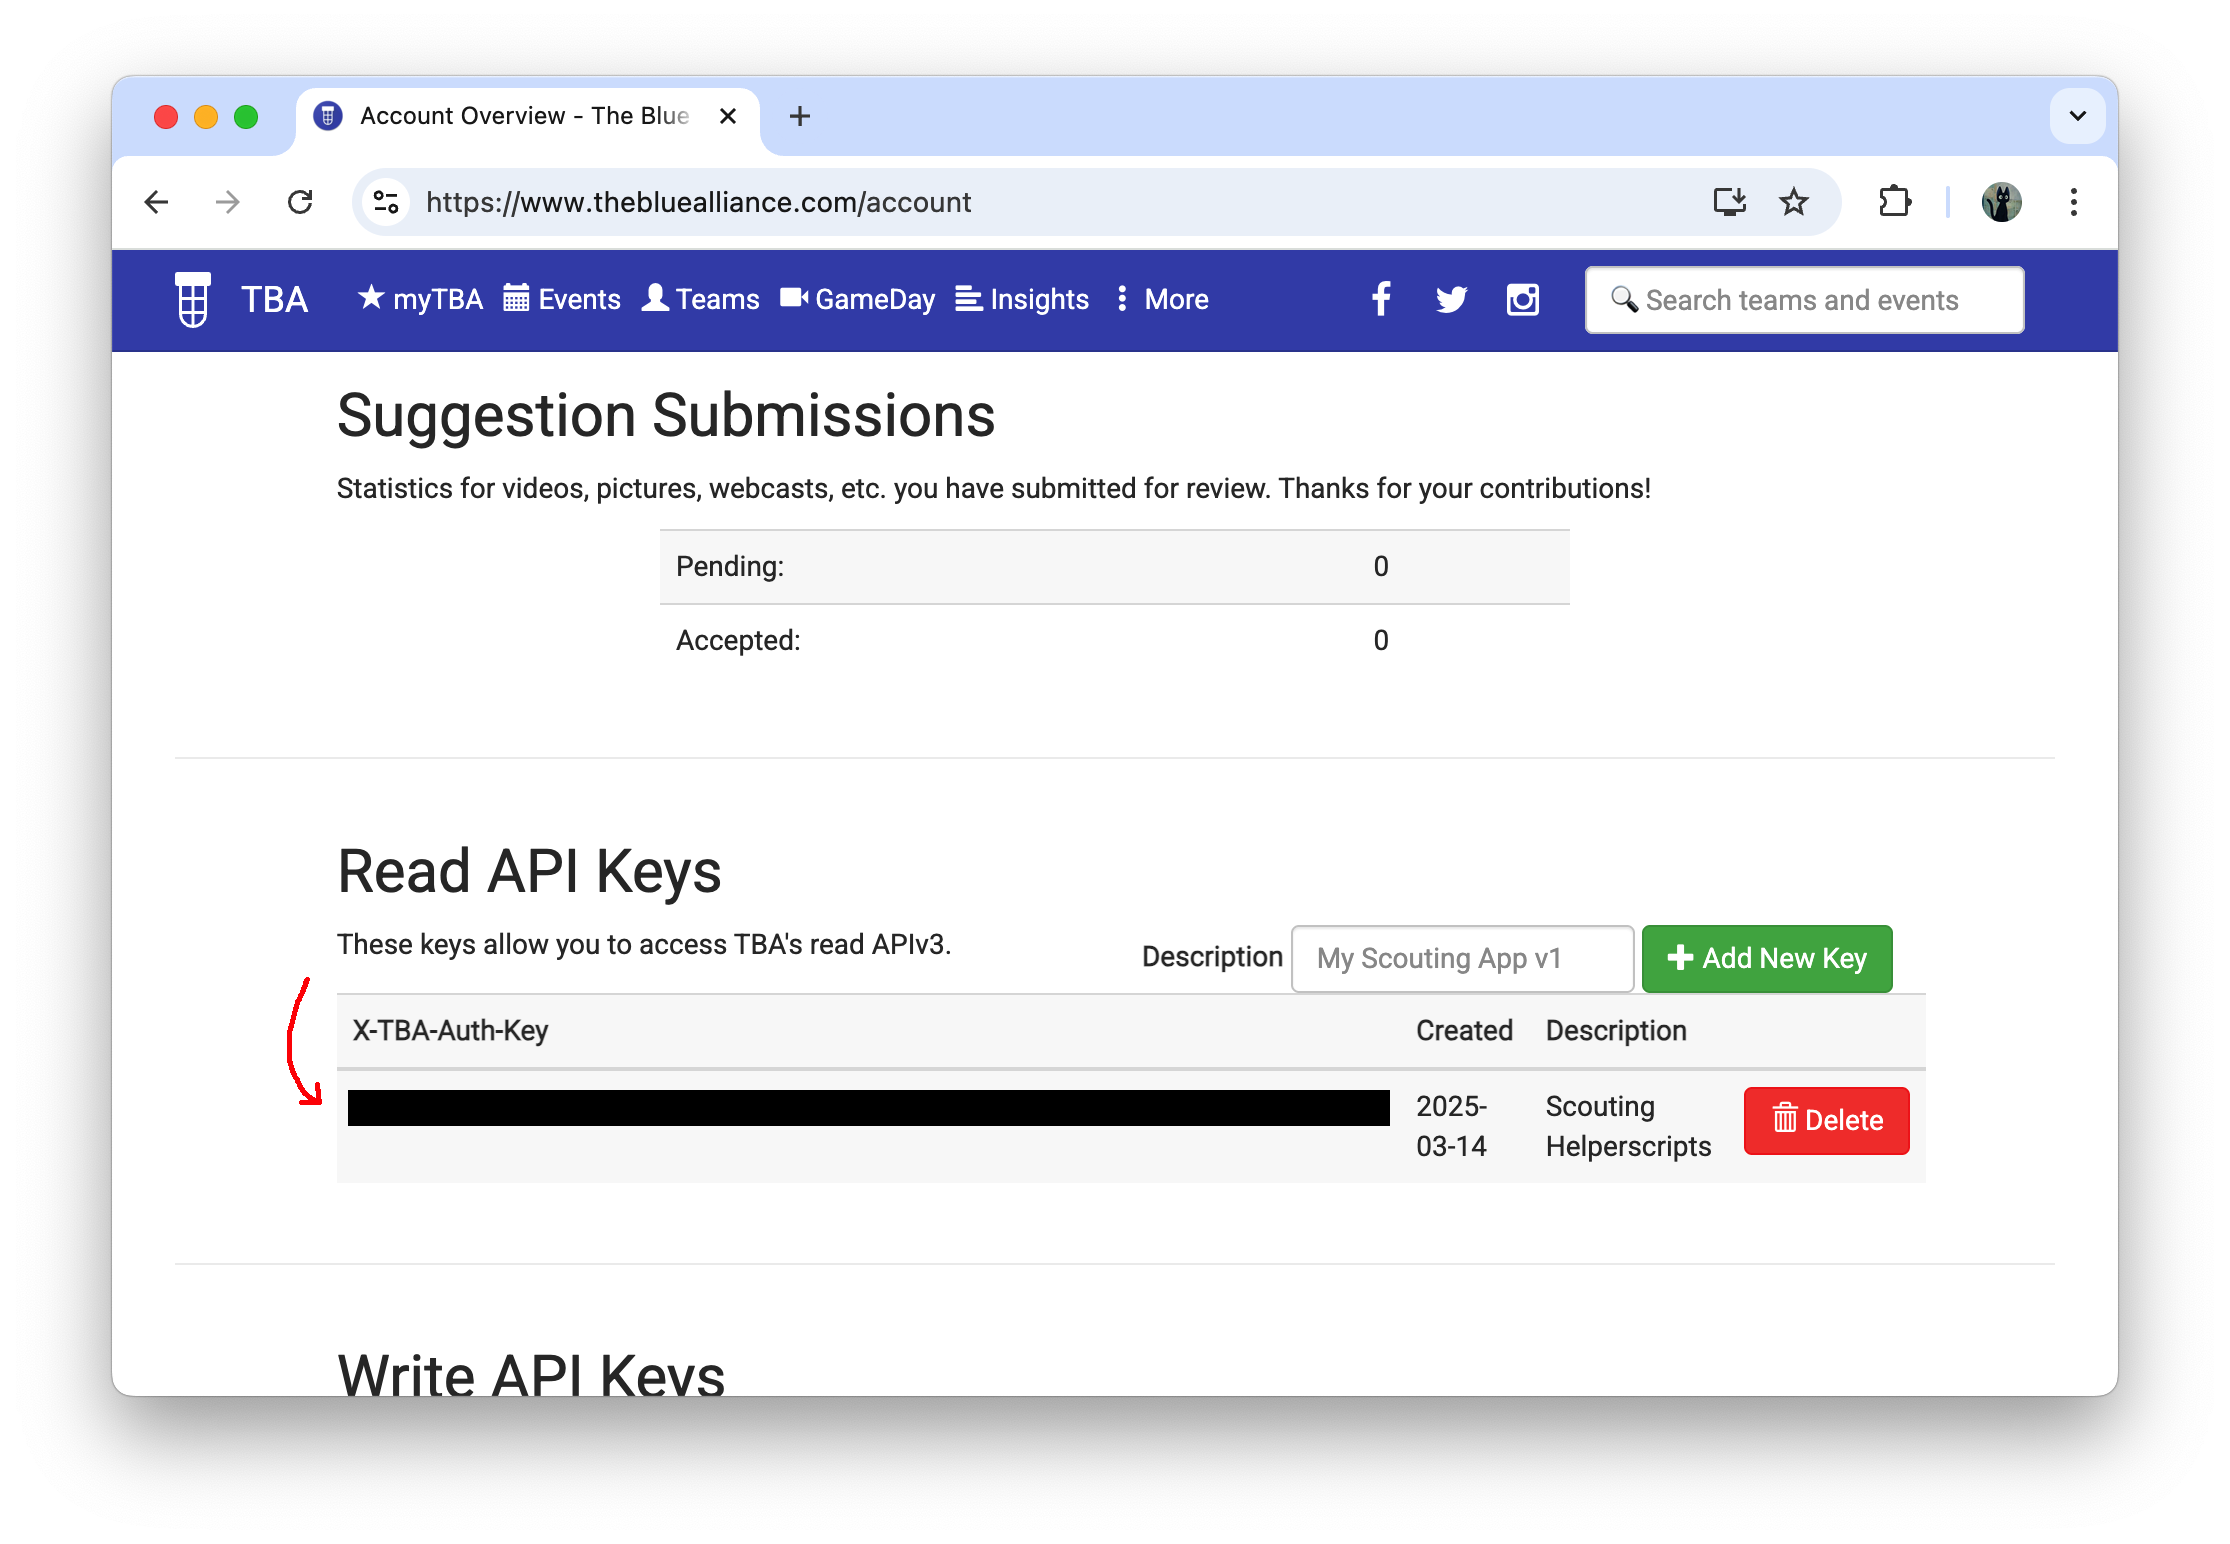 Account Overview - The Blue
https://www.thebluealliance.com/account
TBA myTBA Events Teams GameDay Insights More Search teams and events
Suggestion Submissions
Statistics for videos, pictures, webcasts, etc. you have submitted for review. Thanks for your contributions!
Pending: 0
Accepted: 0
Read API Keys
These keys allow you to access TBA's read APIv3.
Description My Scouting App v1 Add New Key
X-TBA-Auth-Key Created Description
2025- Scouting Delete
03-14 Helperscripts
Write API Keys